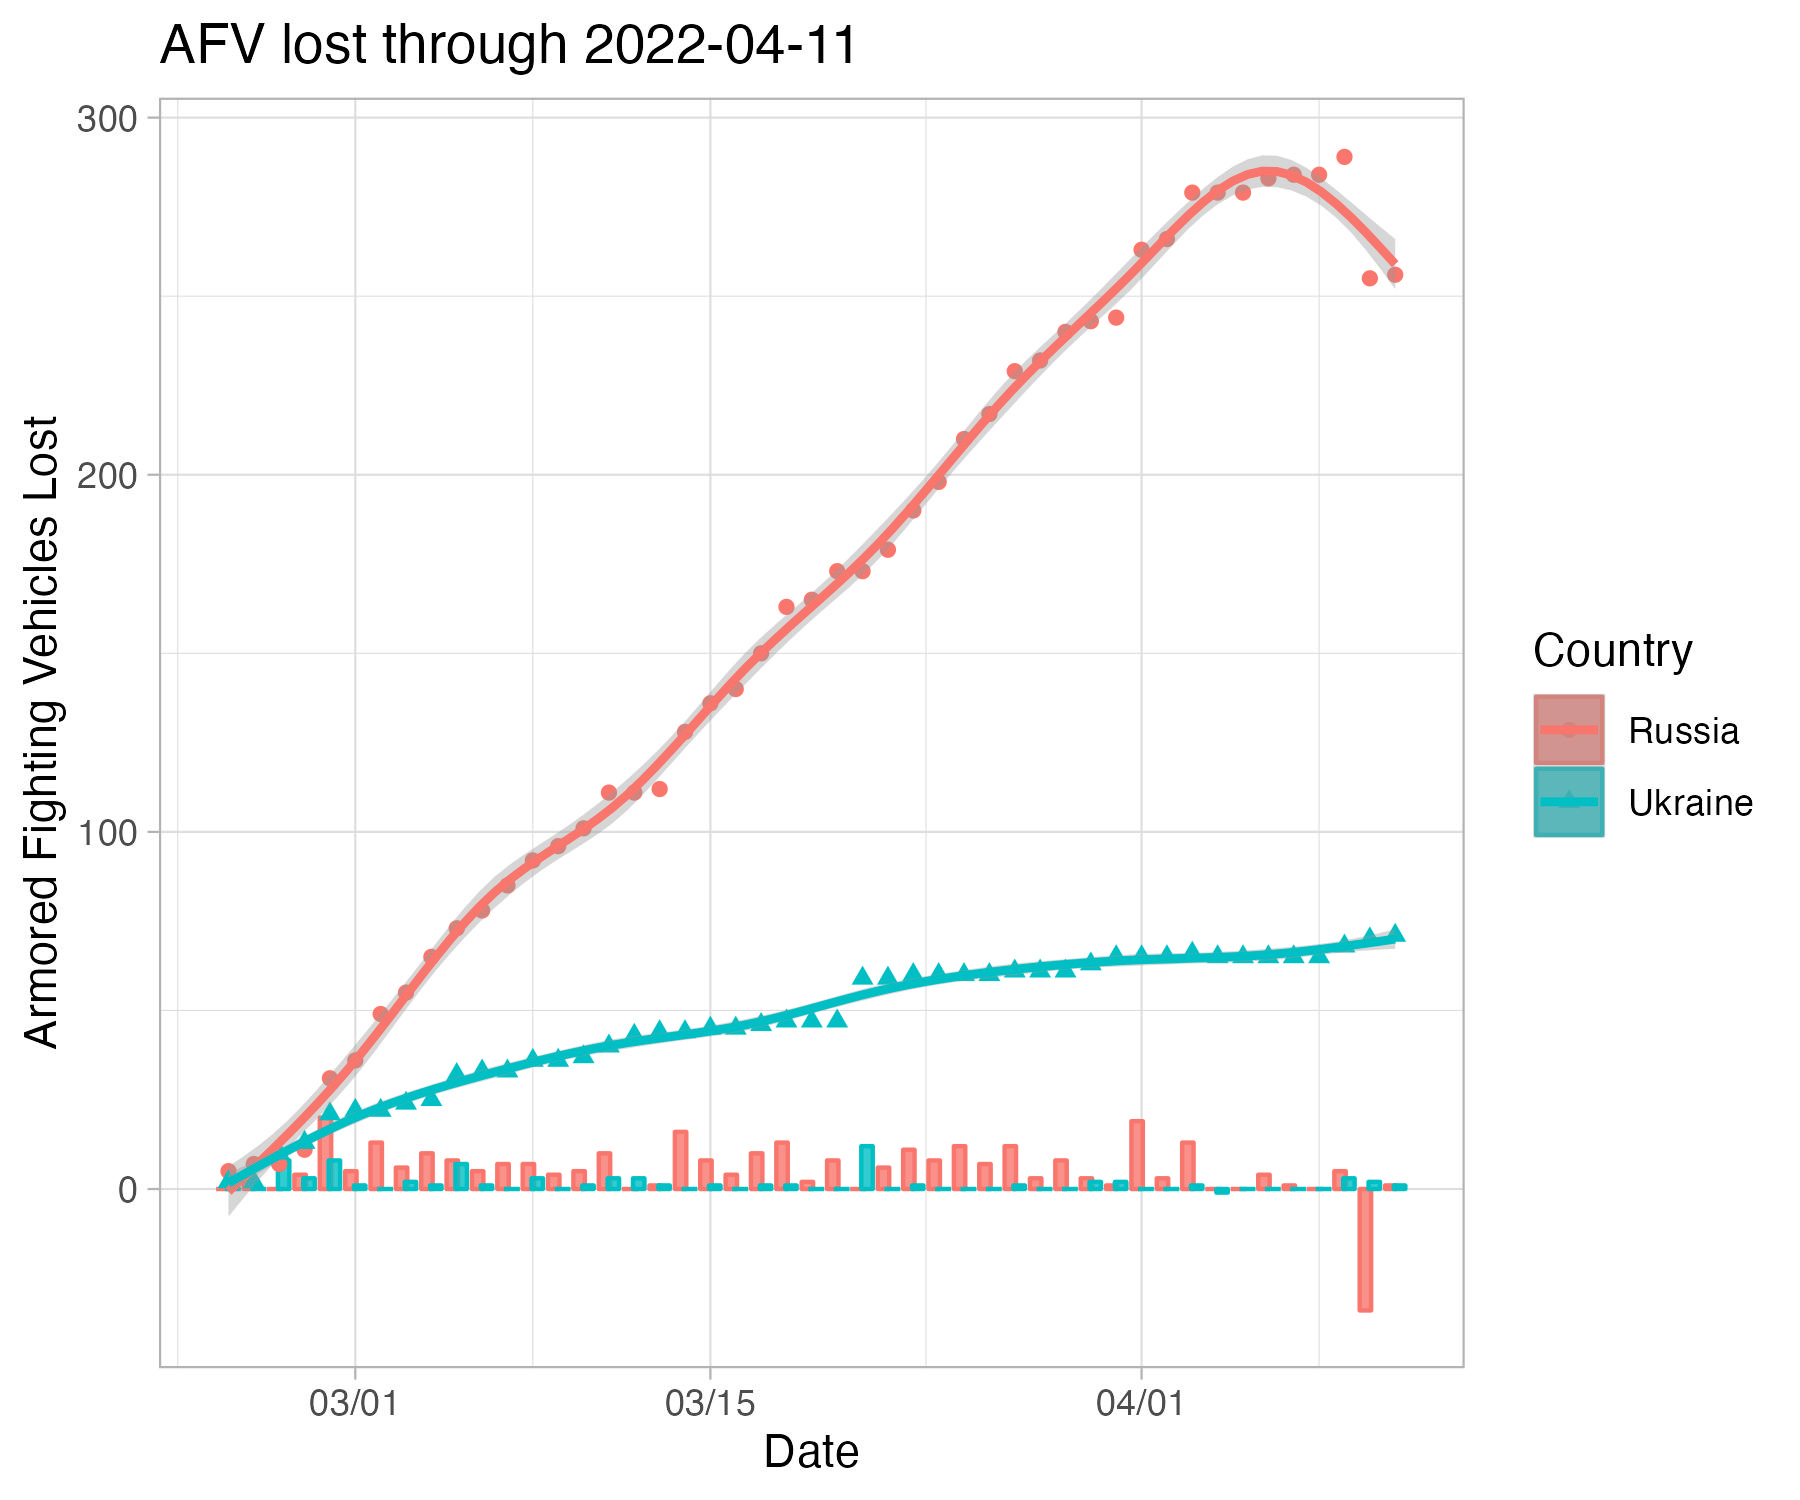 AFV lost through 2022-04-11
300
200
100
0
Armored Fighting Vehicles Lost
03/01
03/15
04/01
Date
Country
Russia
Ukraine